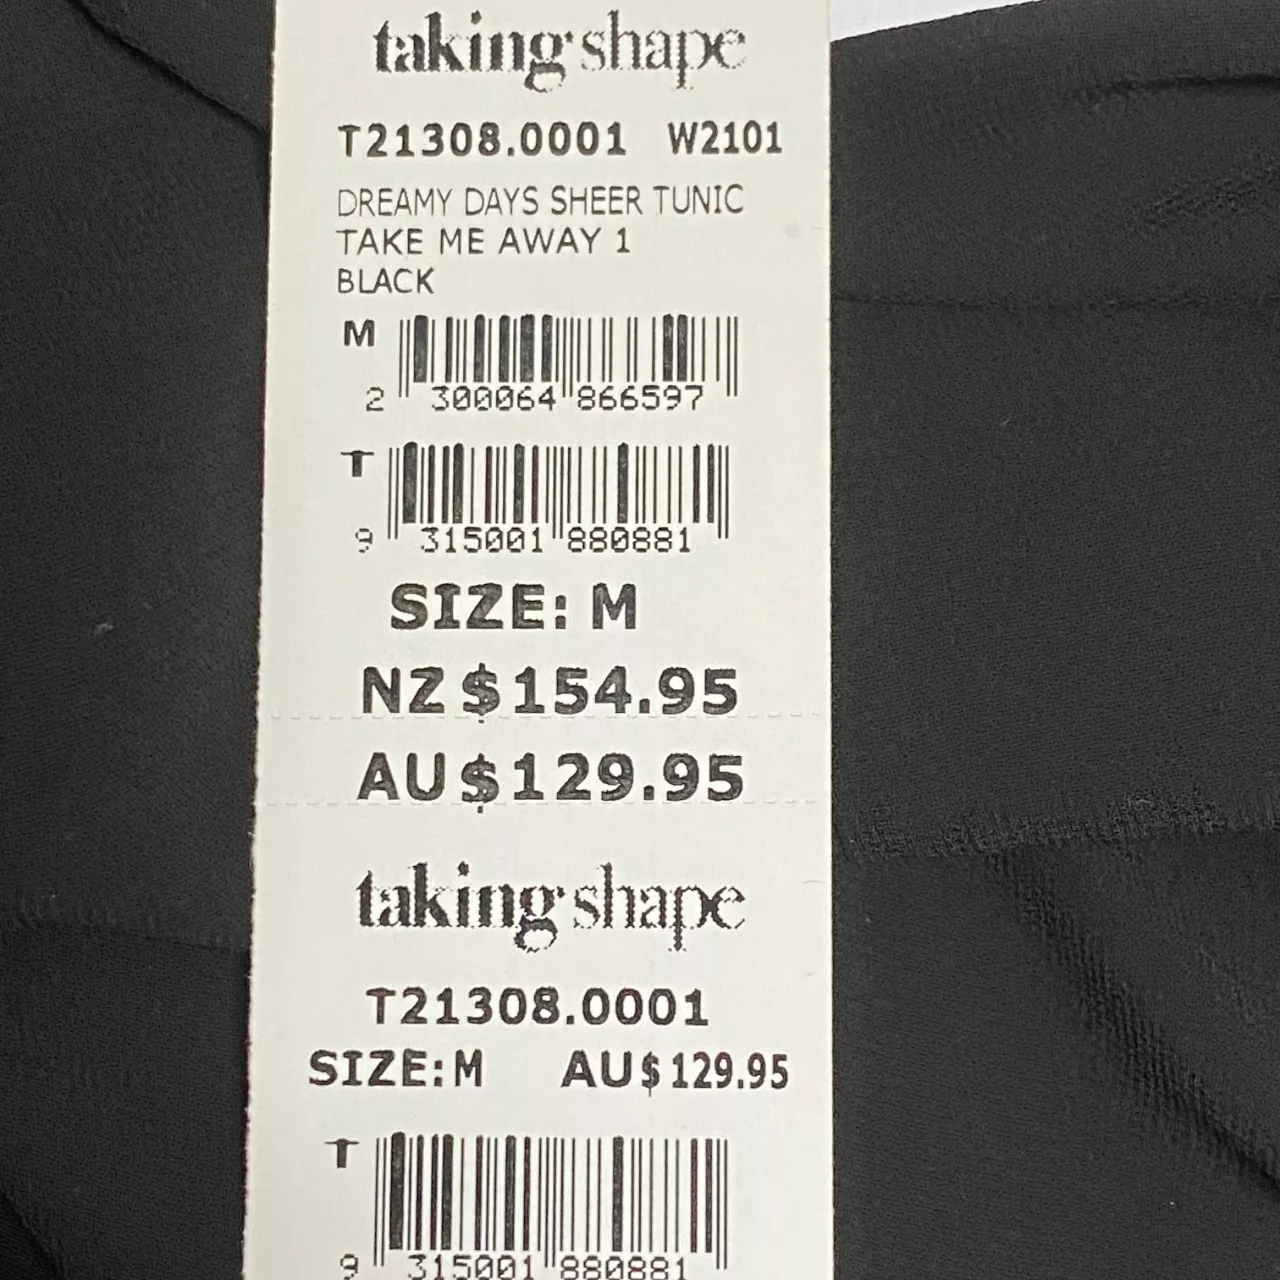 taking shape
T21308.0001 W2101
DREAMY DAYS SHEER TUNIC
TAKE ME AWAY 1
BLACK
M
2 300064 866597
T
9 315001 880881
SIZE: M
NZ $154.95
AU $129.95
taking shape
T21308.0001
SIZE: M AU $129.95
T
9 315001 880881